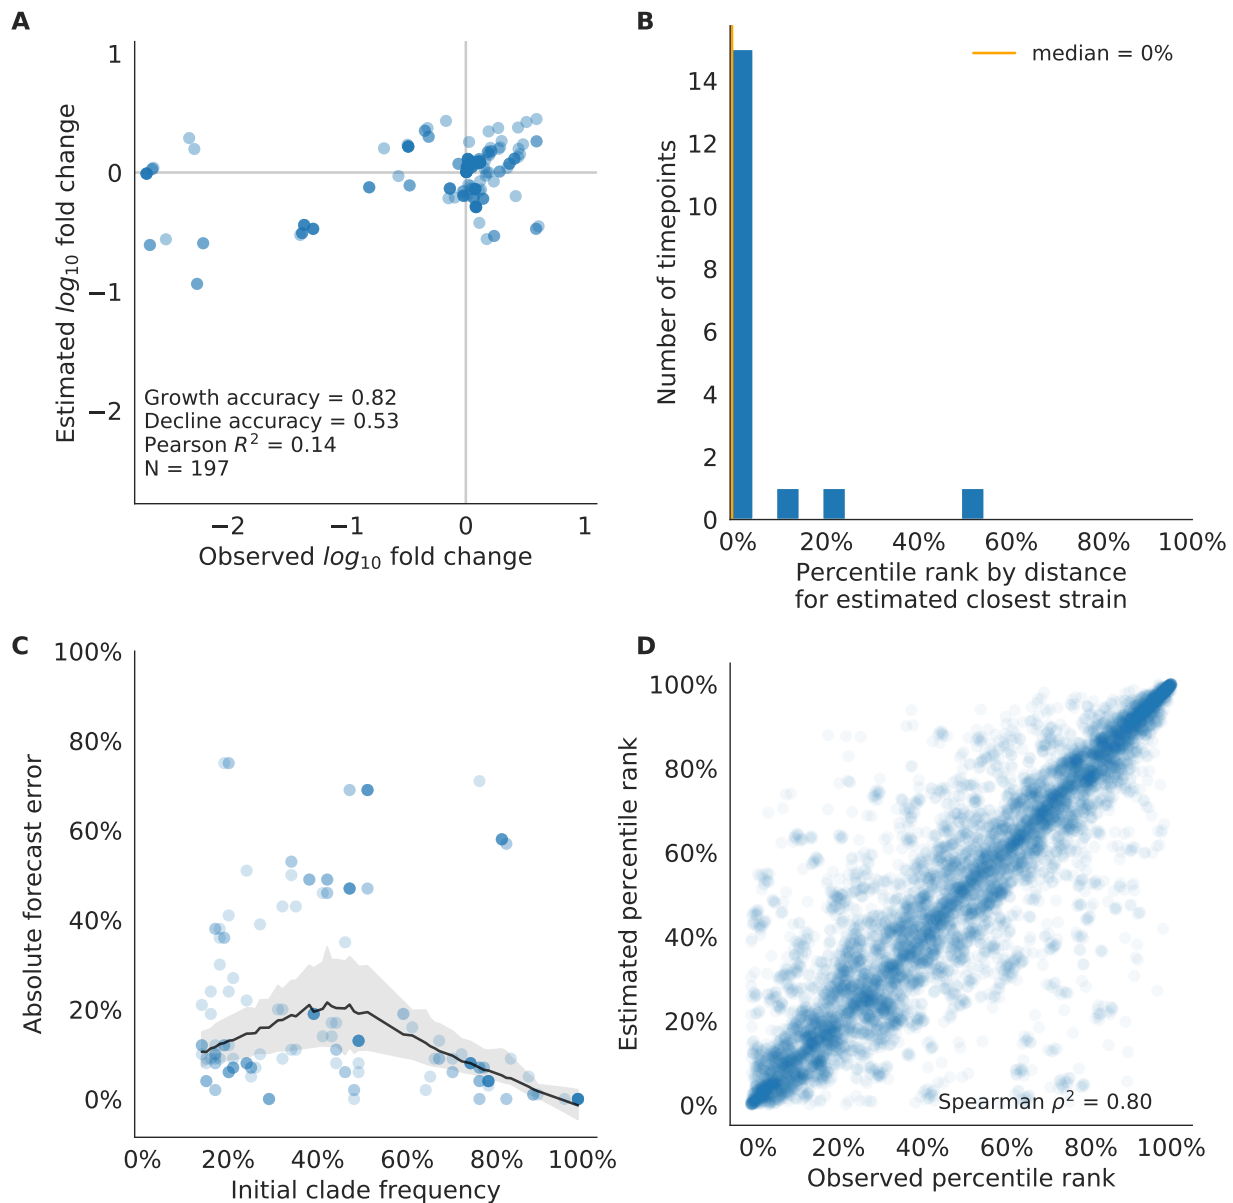 A
1
0
−1
−2
Estimated log10 fold change
Growth accuracy = 0.82
Decline accuracy = 0.53
Pearson R² = 0.14
N = 197
−2 −1 0 1
Observed log10 fold change
B
median = 0%
14
12
10
8
6
4
2
0
Number of timepoints
0% 20% 40% 60% 80% 100%
Percentile rank by distance
for estimated closest strain
C
100%
80%
60%
40%
20%
0%
Absolute forecast error
0% 20% 40% 60% 80% 100%
Initial clade frequency
D
100%
80%
60%
40%
20%
0%
Estimated percentile rank
Spearman ρ² = 0.80
0% 20% 40% 60% 80% 100%
Observed percentile rank